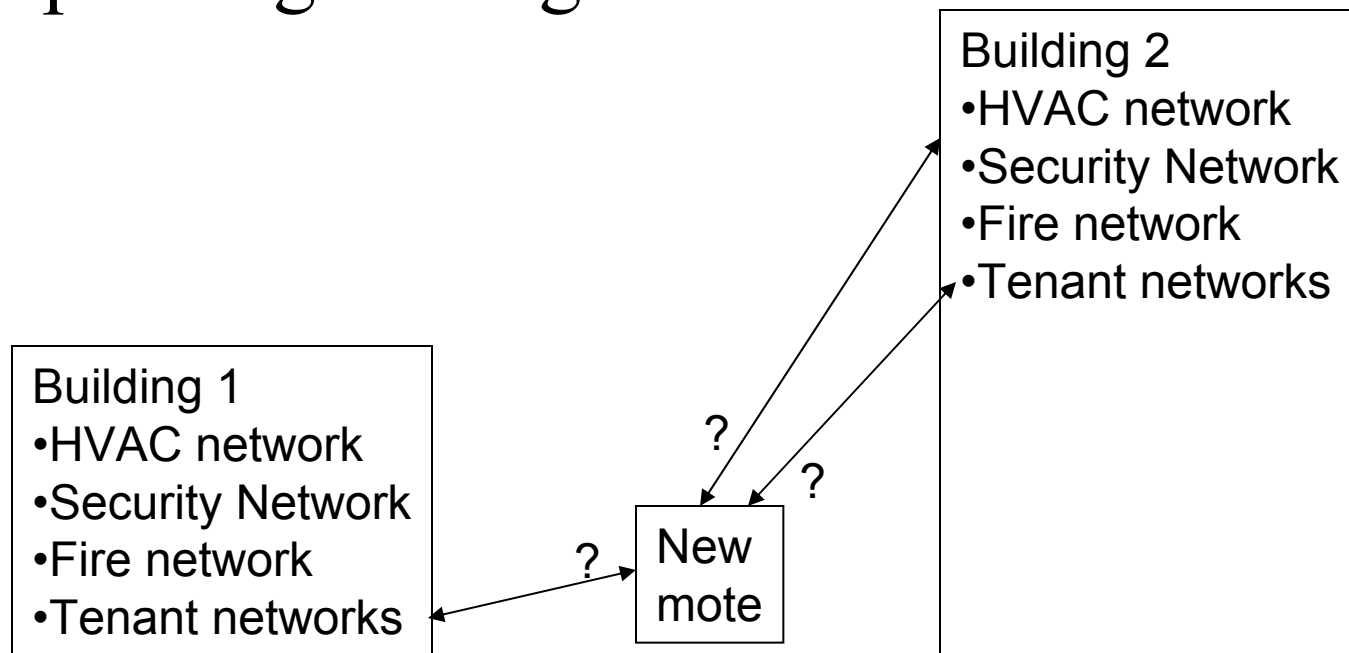 Building 2
•HVAC network
•Security Network
•Fire network
•Tenant networks
Building 1
•HVAC network
•Security Network
•Fire network
•Tenant networks
?
?
?
New
mote